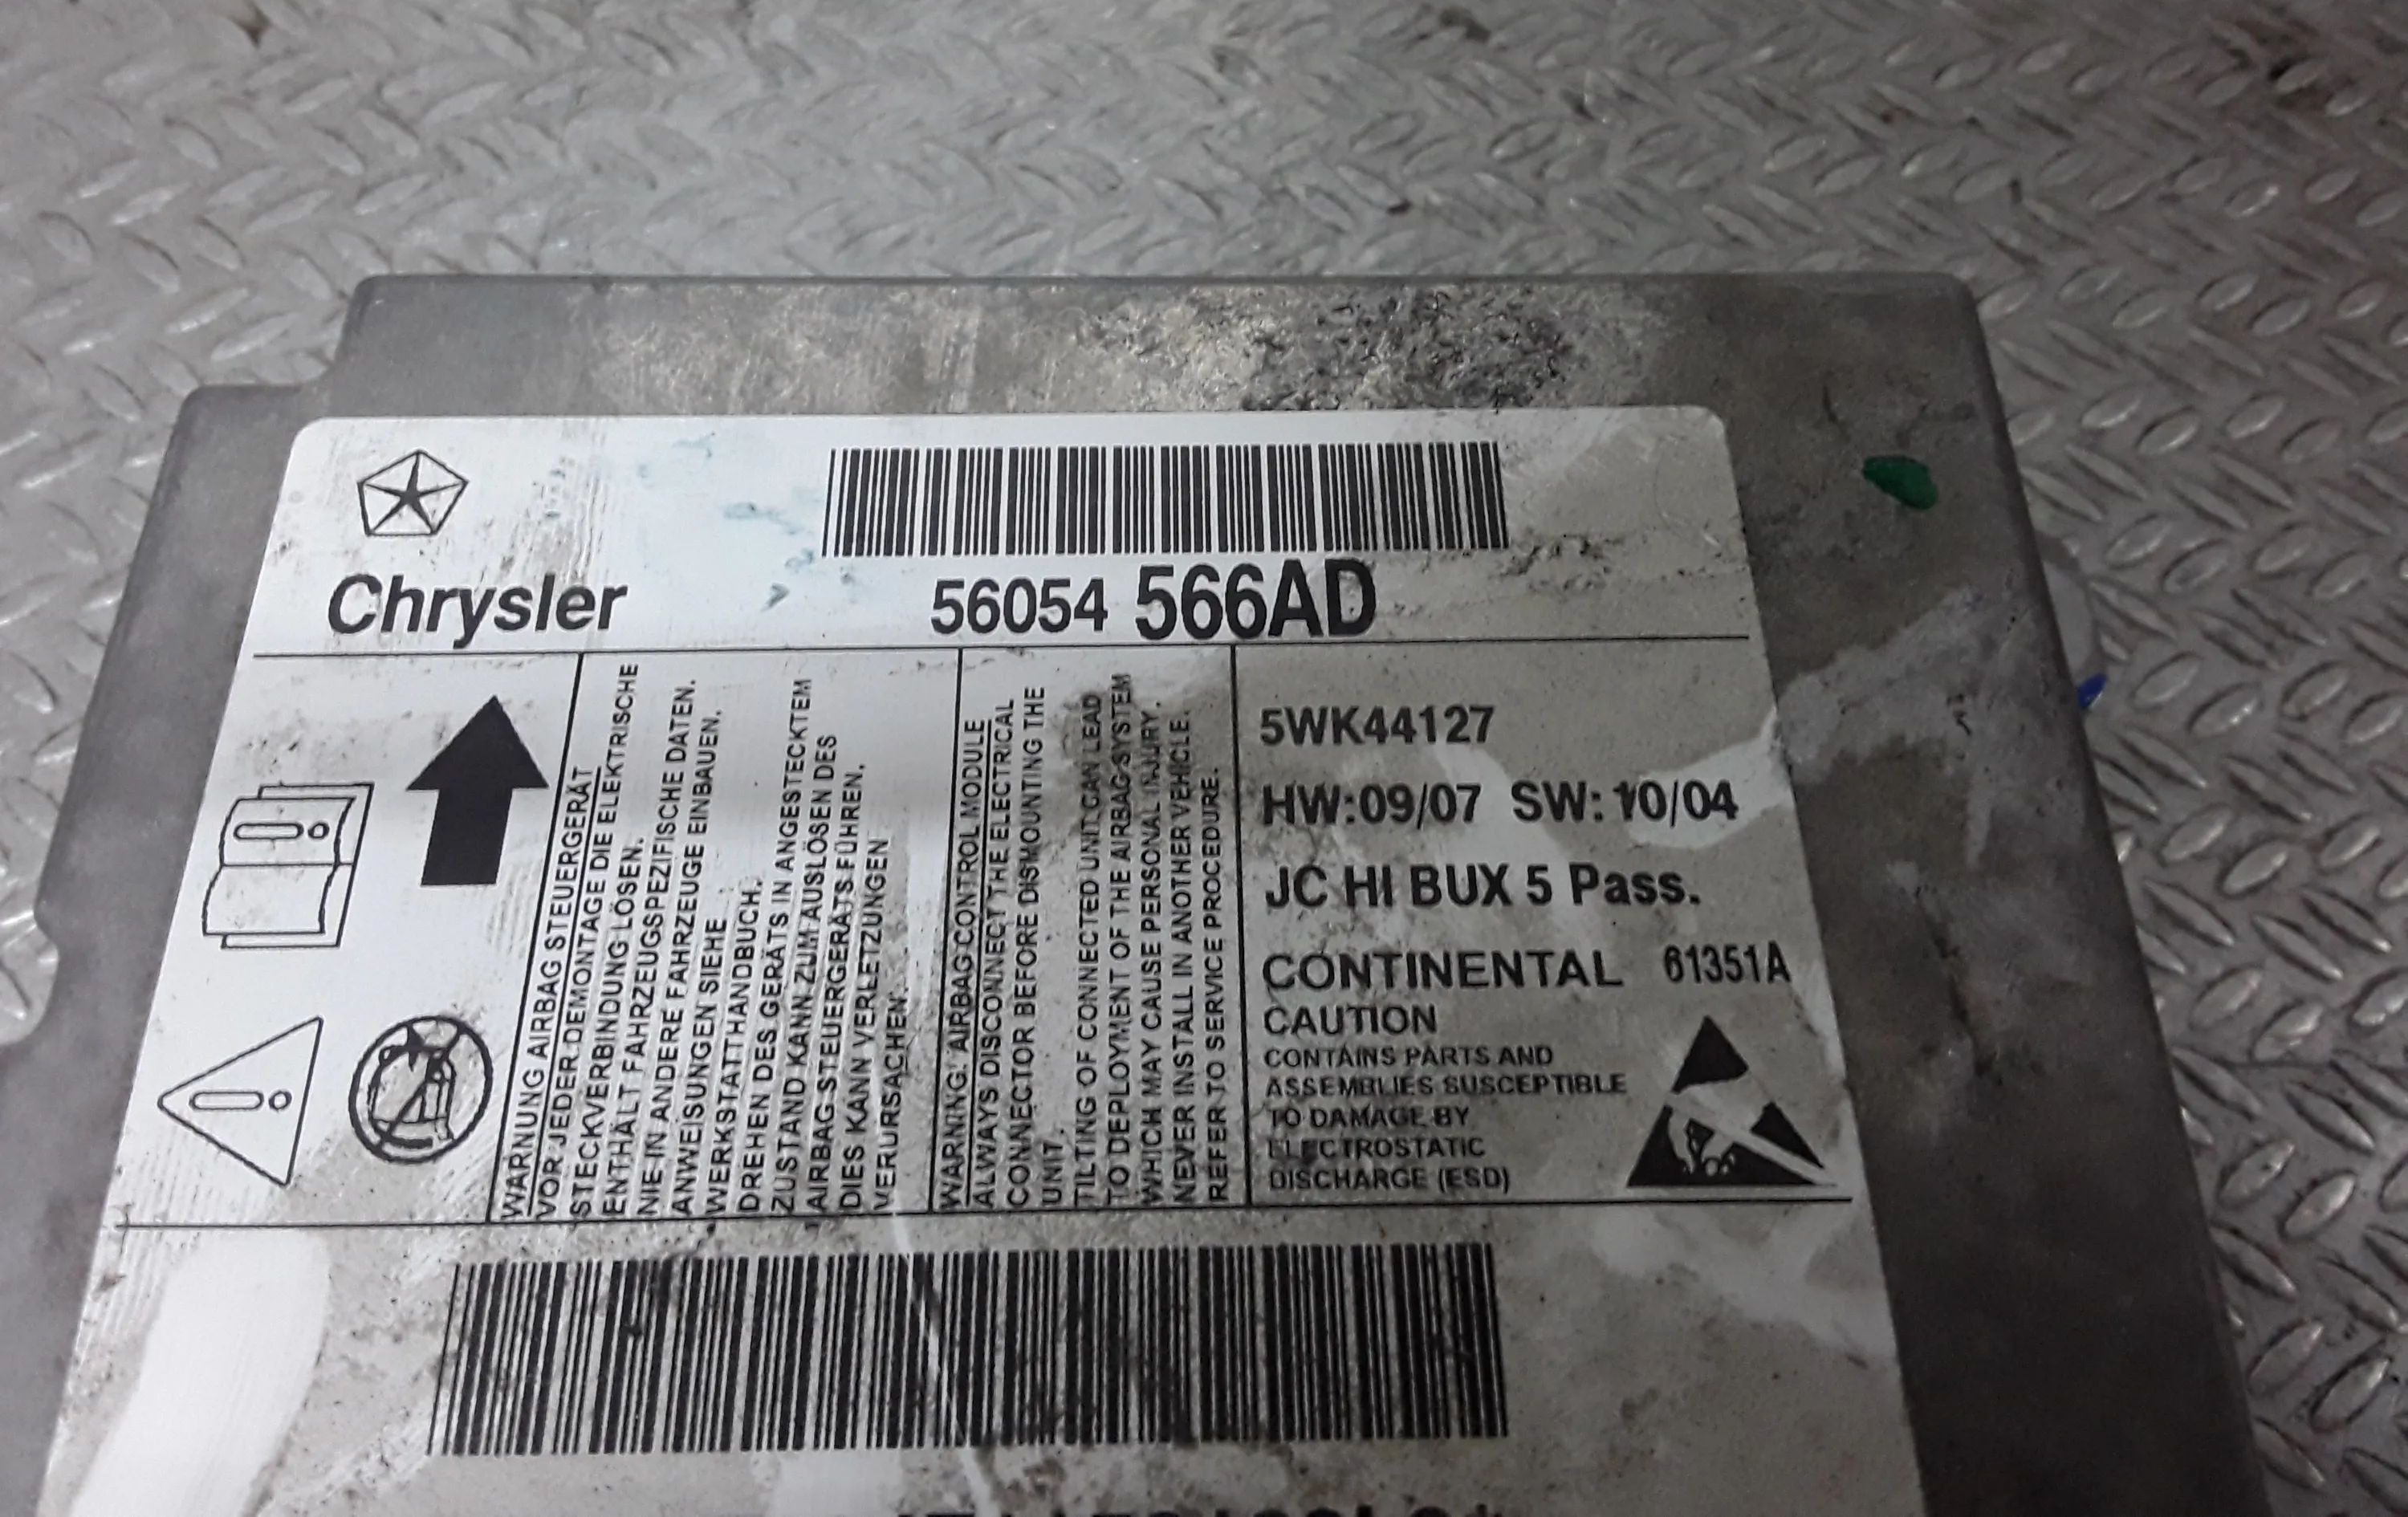 Chrysler
56054 566AD
WARNUNG AIRBAG STEUERGERÄT
VOR JEDER DEMONTAGE DIE ELEKTRISCHE
STECKVERBINDUNG LÖSEN.
ENTHÄLT FAHRZEUGSPEZIFISCHE DATEN.
NIE IN ANDERE FAHRZEUGE EINBAUEN.
ANWEISUNGEN SIEHE
WERKSTATTHANDBUCH.
DREHEN DES GERÄTS IN ANGESTECKTEM
ZUSTAND KANN ZUM AUSLÖSEN DES
AIRBAG-STEUERGERÄTS FÜHREN.
DIES KANN VERLETZUNGEN
VERURSACHEN.
WARNING: AIRBAG CONTROL MODULE
ALWAYS DISCONNECT THE ELECTRICAL
CONNECTOR BEFORE DISMOUNTING THE
UNIT.
TILTING OF CONNECTED UNIT CAN LEAD
TO DEPLOYMENT OF THE AIRBAG SYSTEM
WHICH MAY CAUSE PERSONAL INJURY.
NEVER INSTALL IN ANOTHER VEHICLE.
REFER TO SERVICE PROCEDURE.
5WK44127
HW:09/07 SW: 10/04
JC HI BUX 5 Pass.
CONTINENTAL 61351A
CAUTION
CONTAINS PARTS AND
ASSEMBLIES SUSCEPTIBLE
TO DAMAGE BY
ELECTROSTATIC
DISCHARGE (ESD)